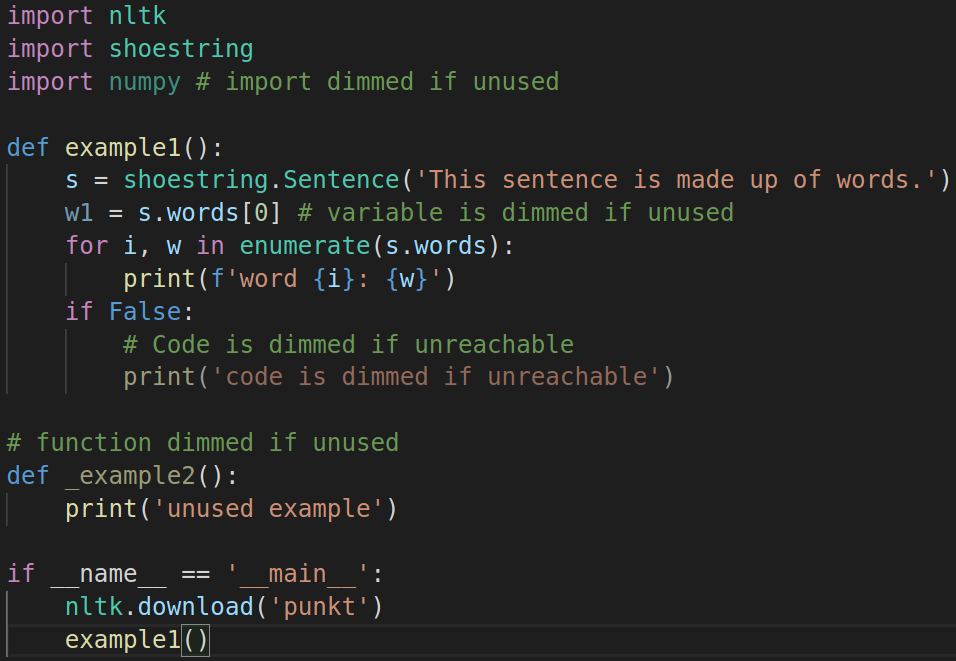 import nltk
import shoestring
import numpy # import dimmed if unused

def example1():
    s = shoestring.Sentence('This sentence is made up of words.')
    w1 = s.words[0] # variable is dimmed if unused
    for i, w in enumerate(s.words):
        print(f'word {i}: {w}')
    if False:
        # Code is dimmed if unreachable
        print('code is dimmed if unreachable')

# function dimmed if unused
def _example2():
    print('unused example')

if __name__ == '__main__':
    nltk.download('punkt')
    example1()